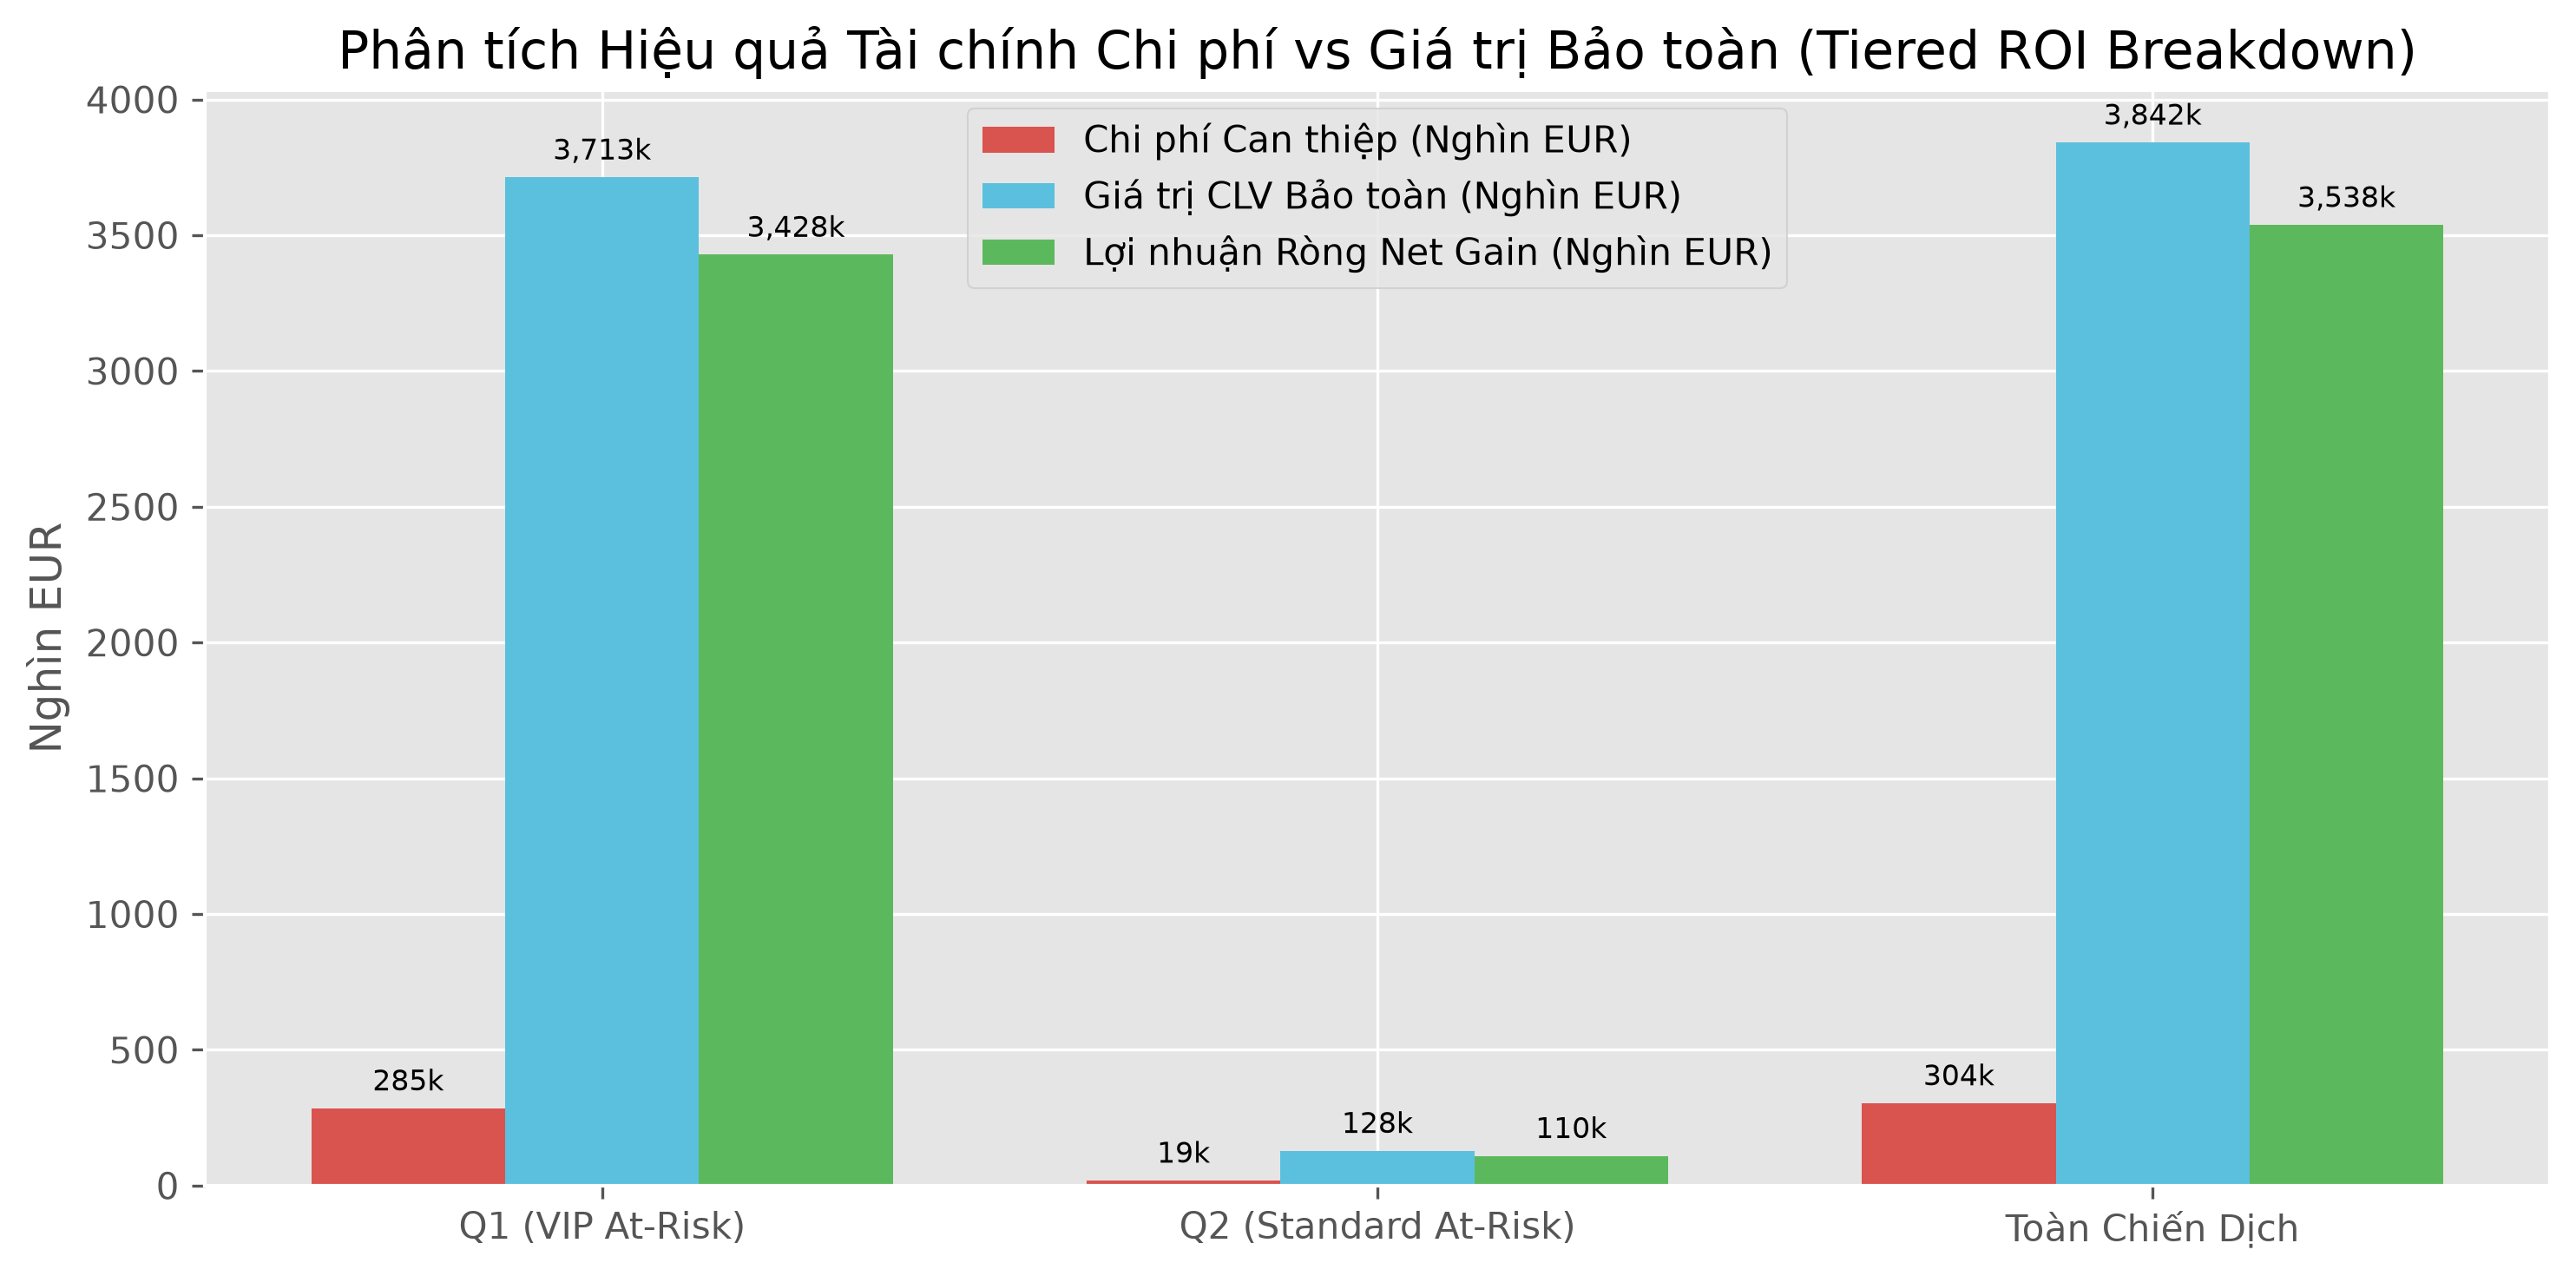 Phân tích Hiệu quả Tài chính Chi phí vs Giá trị Bảo toàn (Tiered ROI Breakdown)
Chi phí Can thiệp (Nghìn EUR)
Giá trị CLV Bảo toàn (Nghìn EUR)
Lợi nhuận Ròng Net Gain (Nghìn EUR)
Nghìn EUR
4000
3500
3000
2500
2000
1500
1000
500
0
285k
3,713k
3,428k
19k
128k
110k
304k
3,842k
3,538k
Q1 (VIP At-Risk)
Q2 (Standard At-Risk)
Toàn Chiến Dịch